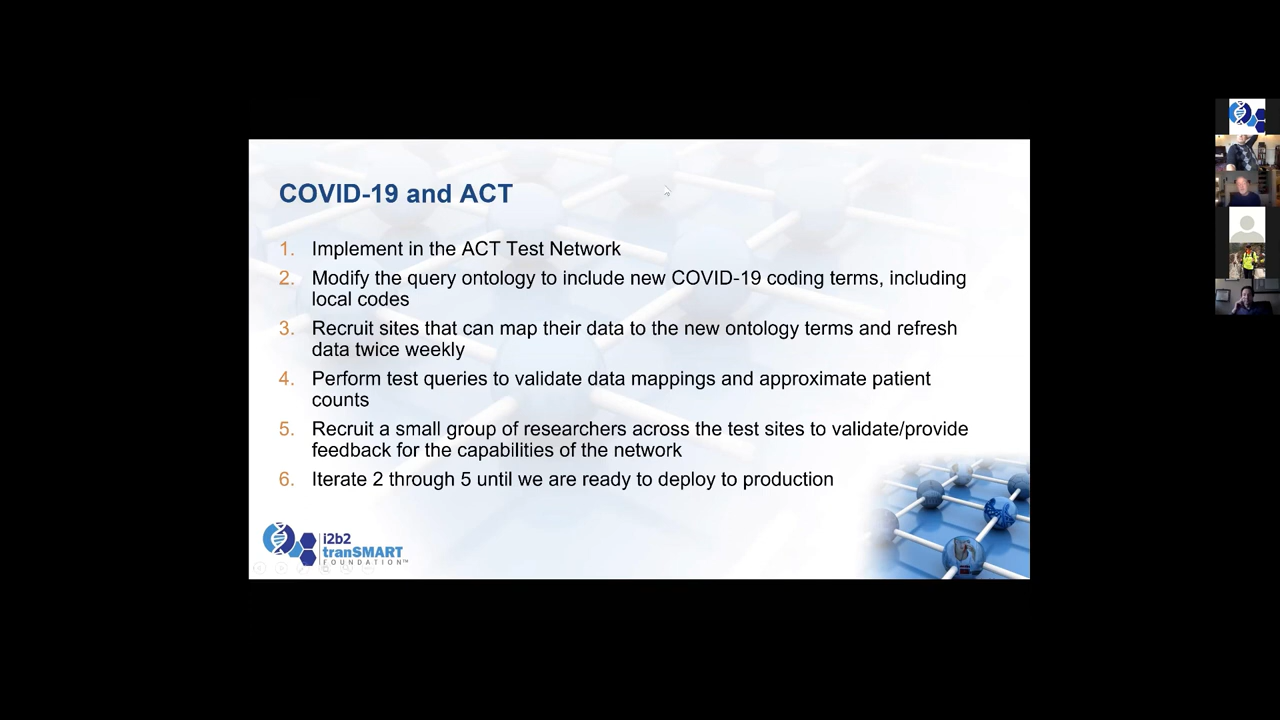 COVID-19 and ACT
1. Implement in the ACT Test Network
2. Modify the query ontology to include new COVID-19 coding terms, including
local codes
3. Recruit sites that can map their data to the new ontology terms and refresh
data twice weekly
4. Perform test queries to validate data mappings and approximate patient
counts
5. Recruit a small group of researchers across the test sites to validate/provide
feedback for the capabilities of the network
6. Iterate 2 through 5 until we are ready to deploy to production
i2b2
tranSMART
FOUNDATION™